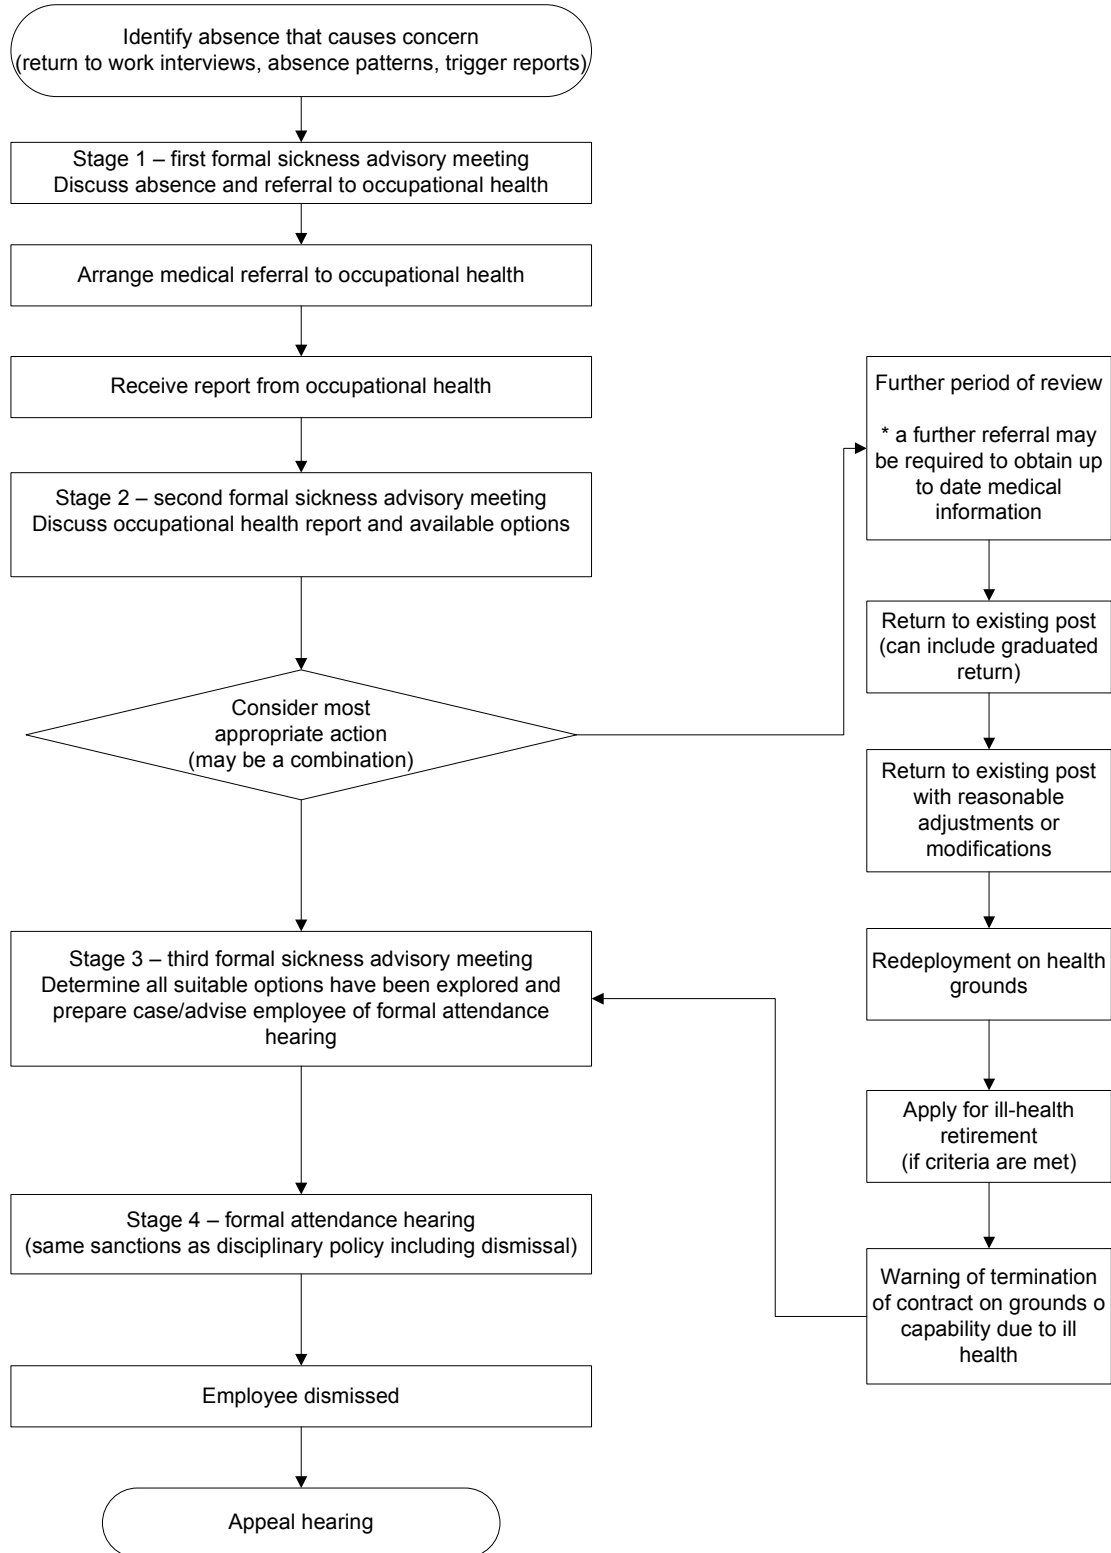 Identify absence that causes concern
(return to work interviews, absence patterns, trigger reports)
Stage 1 – first formal sickness advisory meeting
Discuss absence and referral to occupational health
Arrange medical referral to occupational health
Receive report from occupational health
Stage 2 – second formal sickness advisory meeting
Discuss occupational health report and available options
Consider most
appropriate action
(may be a combination)
Further period of review
* a further referral may
be required to obtain up
to date medical
information
Return to existing post
(can include graduated
return)
Return to existing post
with reasonable
adjustments or
modifications
Redeployment on health
grounds
Apply for ill-health
retirement
(if criteria are met)
Warning of termination
of contract on grounds o
capability due to ill
health
Stage 3 – third formal sickness advisory meeting
Determine all suitable options have been explored and
prepare case/advise employee of formal attendance
hearing
Stage 4 – formal attendance hearing
(same sanctions as disciplinary policy including dismissal)
Employee dismissed
Appeal hearing